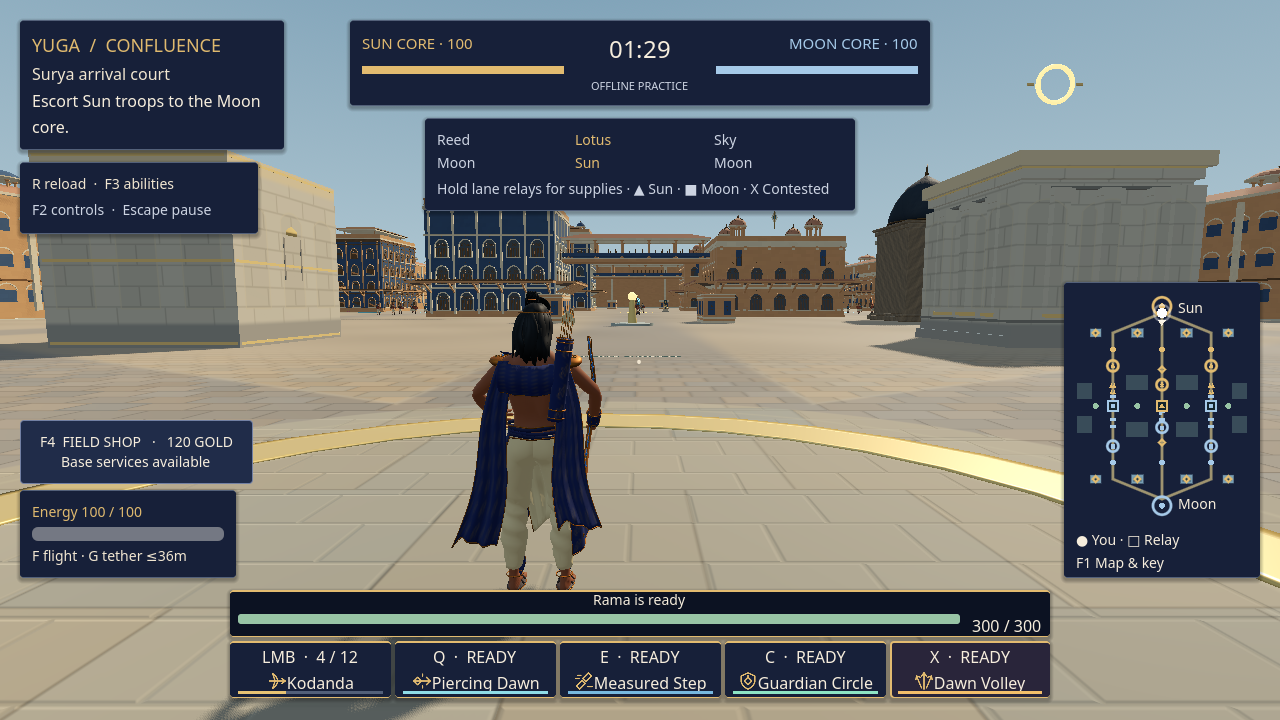 YUGA / CONFLUENCE
Surya arrival court
Escort Sun troops to the Moon
core.
R reload · F3 abilities
F2 controls · Escape pause
SUN CORE · 100
01:29
MOON CORE · 100
OFFLINE PRACTICE
Reed Lotus Sky
Moon Sun Moon
Hold lane relays for supplies · ▲ Sun · ■ Moon · X Contested
Sun
Moon
● You · □ Relay
F1 Map & key
F4 FIELD SHOP · 120 GOLD
Base services available
Energy 100 / 100
F flight · G tether ≤36m
Rama is ready
300 / 300
LMB · 4 / 12
Kodanda
Q · READY
Piercing Dawn
E · READY
Measured Step
C · READY
Guardian Circle
X · READY
Dawn Volley